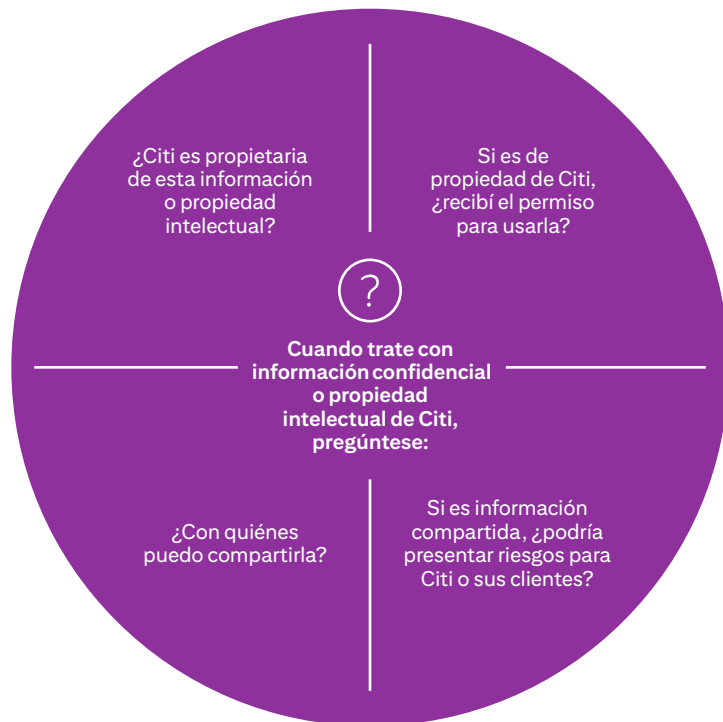 ¿Citi es propietaria
de esta información
o propiedad
intelectual?
Si es de
propiedad de Citi,
¿recibí el permiso
para usarla?
?
Cuando trate con
información confidencial
o propiedad
intelectual de Citi,
pregúntese:
¿Con quiénes
puedo compartirla?
Si es información
compartida, ¿podría
presentar riesgos para
Citi o sus clientes?